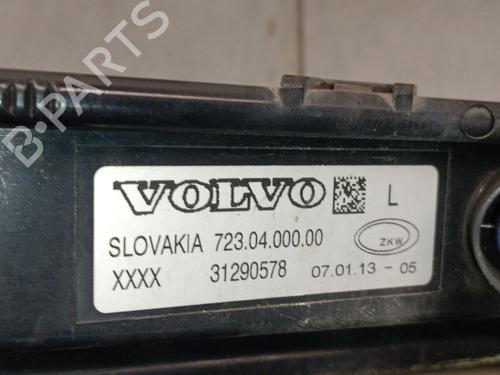 VOLVO L
SLOVAKIA 723.04.000.00 ZKW
XXXX 31290578 07.01.13 - 05
B-PARTS